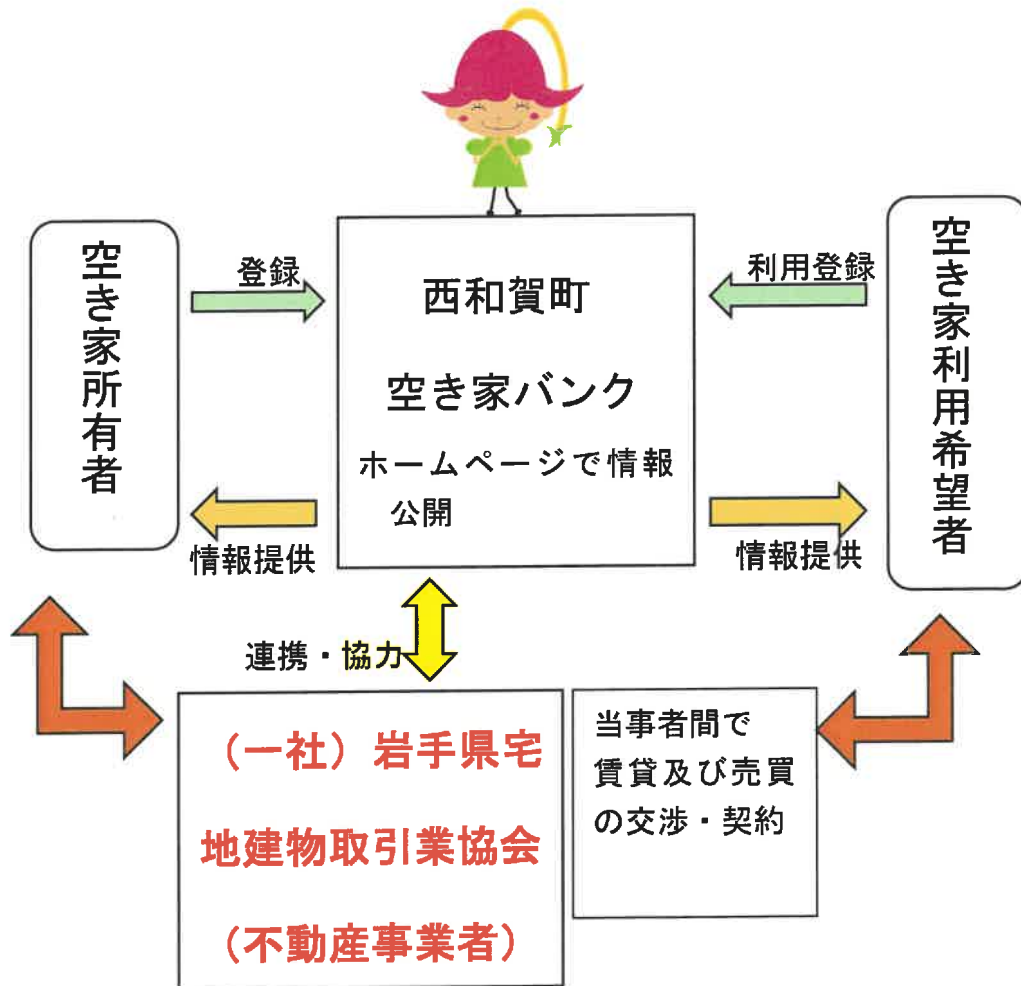 空き家所有者
登録
西和賀町
空き家バンク
ホームページで情報
公開
利用登録
空き家利用希望者
情報提供
情報提供
連携・協力
(一社)岩手県宅
地建物取引業協会
(不動産事業者)
当事者間で
賃貸及び売買
の交渉・契約